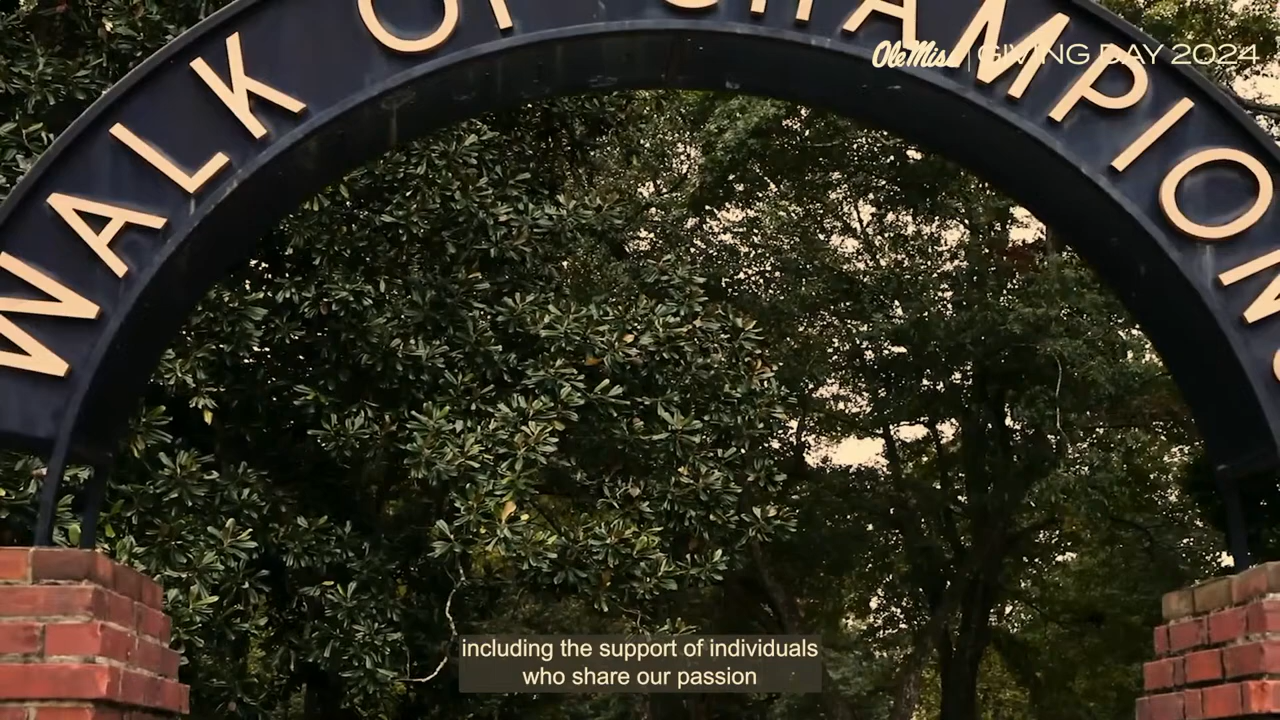 WALK OF CHAMPIONS
Ole Miss | GIVING DAY 2024
including the support of individuals
who share our passion